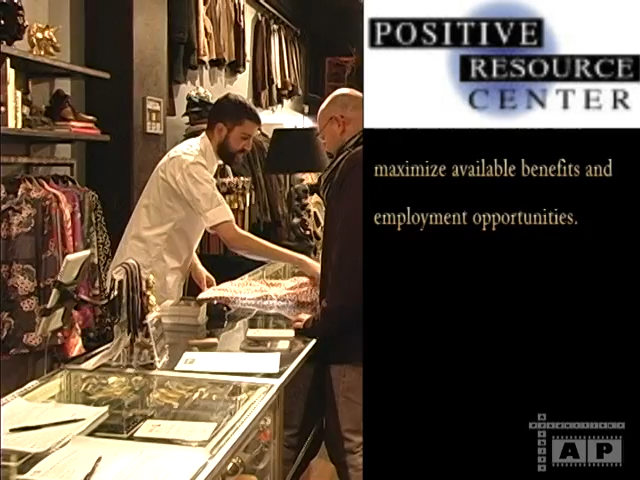 POSITIVE
RESOURCE
CENTER
maximize available benefits and
employment opportunities.
AP